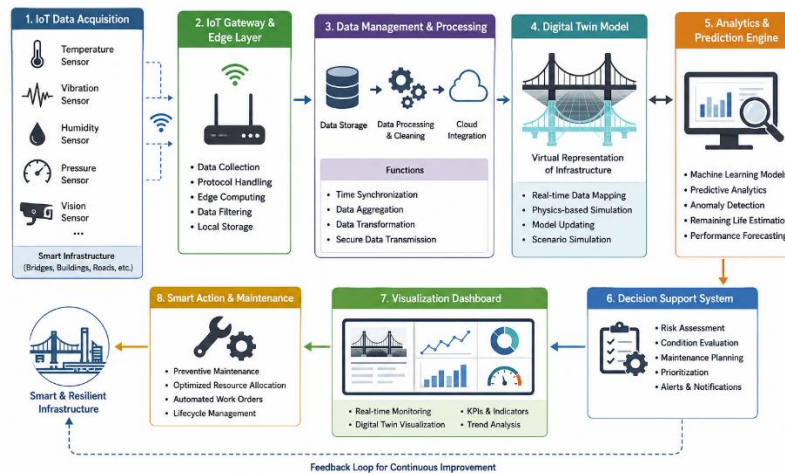 1. IoT Data Acquisition
Temperature
Sensor
Vibration
Sensor
Humidity
Sensor
Pressure
Sensor
Vision
Sensor
...
Smart Infrastructure
(Bridges, Buildings, Roads, etc.)
2. IoT Gateway &
Edge Layer
• Data Collection
• Protocol Handling
• Edge Computing
• Data Filtering
• Local Storage
3. Data Management & Processing
Data Storage
Data Processing
& Cleaning
Cloud
Integration
Functions
• Time Synchronization
• Data Aggregation
• Data Transformation
• Secure Data Transmission
4. Digital Twin Model
Virtual Representation
of Infrastructure
• Real-time Data Mapping
• Physics-based Simulation
• Model Updating
• Scenario Simulation
5. Analytics &
Prediction Engine
• Machine Learning Models
• Predictive Analytics
• Anomaly Detection
• Remaining Life Estimation
• Performance Forecasting
6. Decision Support System
• Risk Assessment
• Condition Evaluation
• Maintenance Planning
• Prioritization
• Alerts & Notifications
7. Visualization Dashboard
• Real-time Monitoring
• Digital Twin Visualization
• KPIs & Indicators
• Trend Analysis
8. Smart Action & Maintenance
• Preventive Maintenance
• Optimized Resource Allocation
• Automated Work Orders
• Lifecycle Management
Smart & Resilient
Infrastructure
Feedback Loop for Continuous Improvement